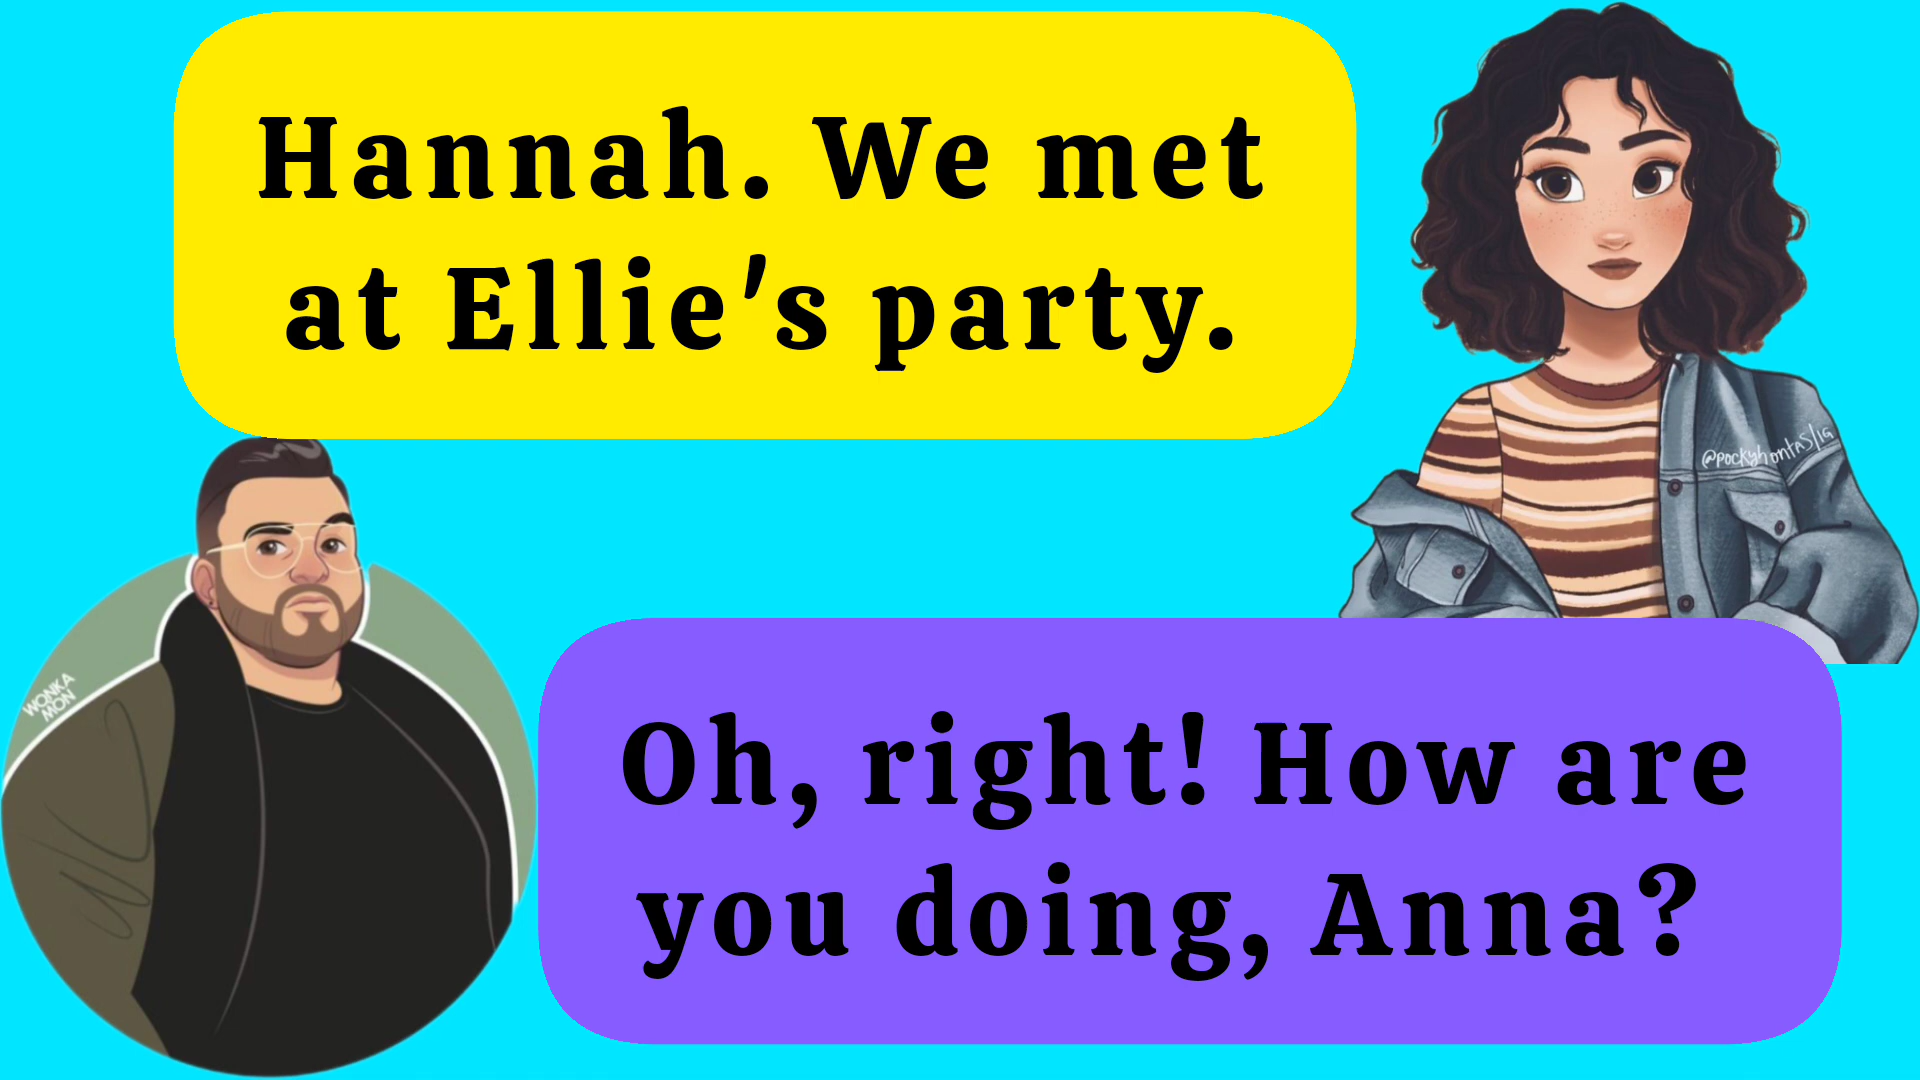 Hannah. We met
at Ellie's party.
@pockyhontas/IG
WONKA
MON
Oh, right! How are
you doing, Anna?